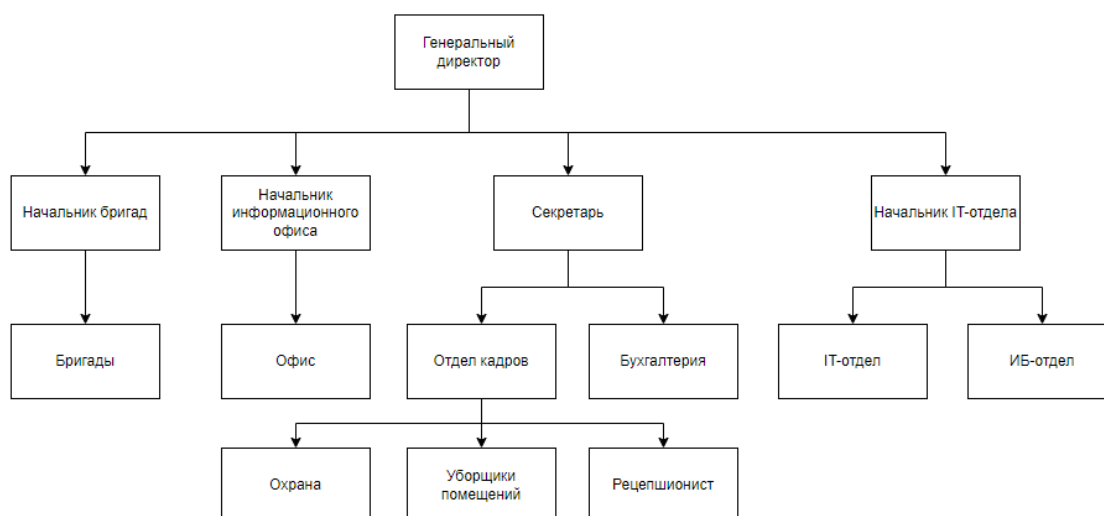 Генеральный
директор
Начальник бригад
Начальник
информационного
офиса
Секретарь
Начальник IT-отдела
Бригады
Офис
Отдел кадров
Бухгалтерия
IT-отдел
ИБ-отдел
Охрана
Уборщики
помещений
Рецепшионист